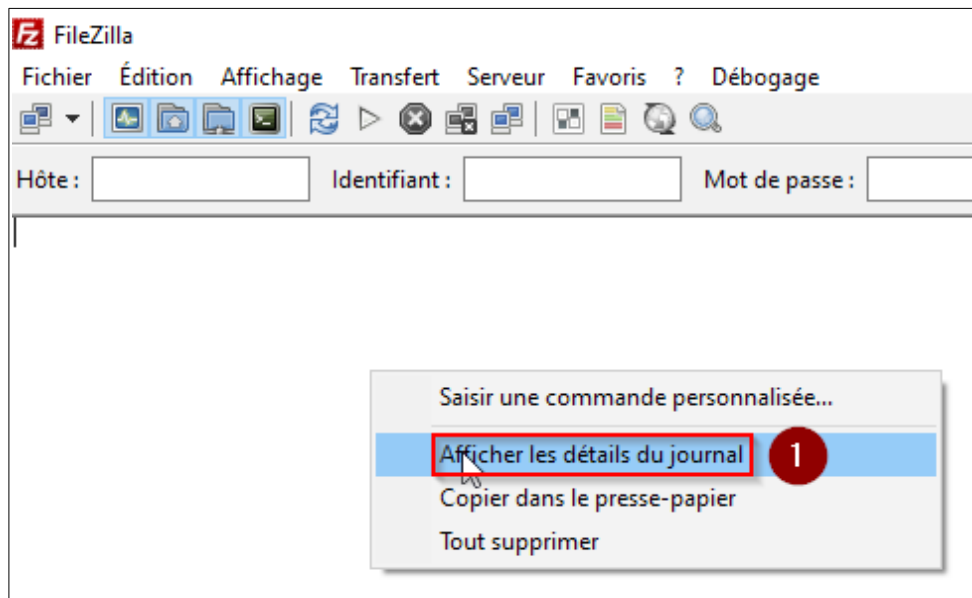 FileZilla
Fichier Édition Affichage Transfert Serveur Favoris ? Débogage
Hôte : Identifiant : Mot de passe :
Saisir une commande personnalisée...
Afficher les détails du journal 1
Copier dans le presse-papier
Tout supprimer